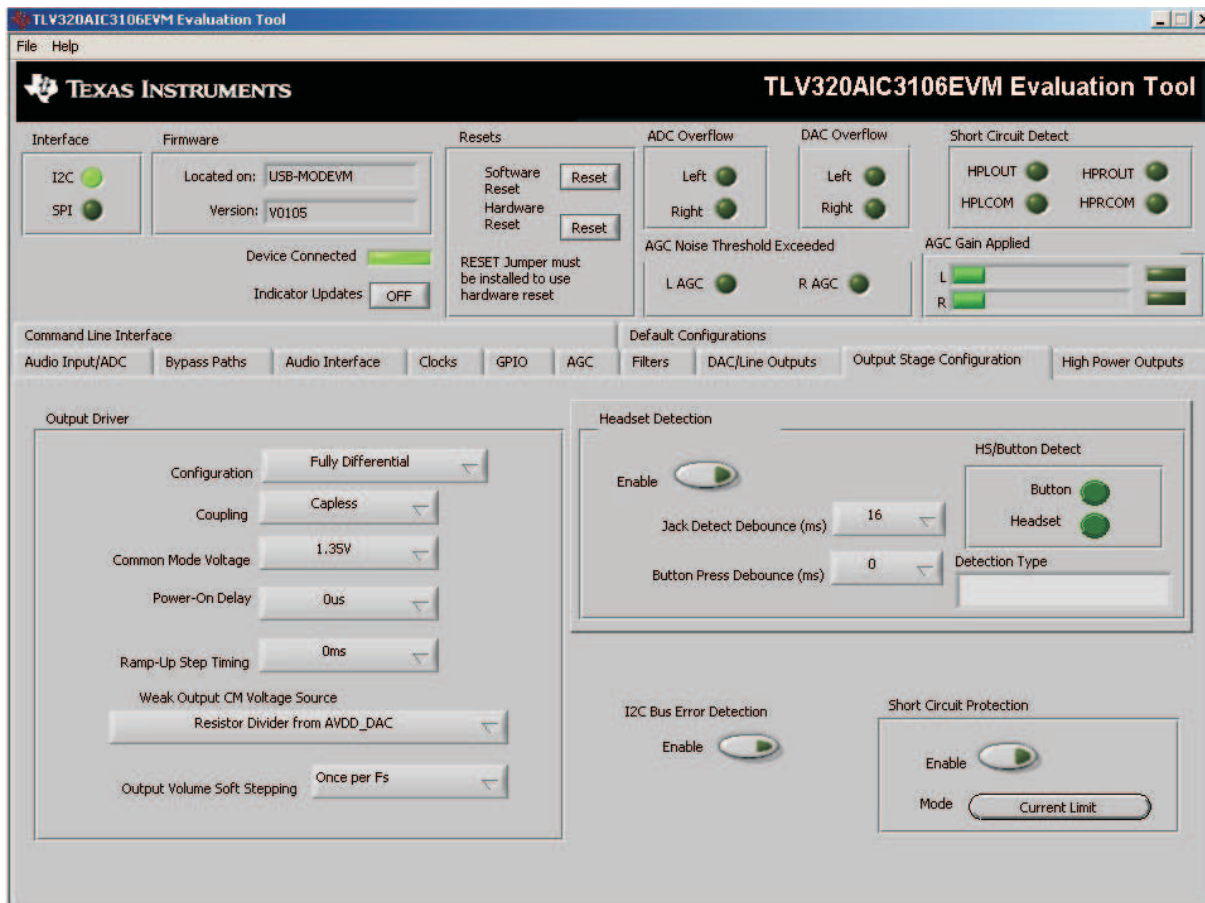 TLV320AIC3106EVM Evaluation Tool
File Help
TEXAS INSTRUMENTS
TLV320AIC3106EVM Evaluation Tool
Interface
I2C
SPI
Firmware
Located on: USB-MODEVM
Version: V0105
Device Connected
Indicator Updates OFF
Resets
Software
Reset
Reset
Hardware
Reset
Reset
RESET Jumper must
be installed to use
hardware reset
ADC Overflow
Left
Right
DAC Overflow
Left
Right
Short Circuit Detect
HPLOUT HPROUT
HPLCOM HPRCOM
AGC Noise Threshold Exceeded
L AGC R AGC
AGC Gain Applied
L
R
Command Line Interface Default Configurations
Audio Input/ADC Bypass Paths Audio Interface Clocks GPIO AGC Filters DAC/Line Outputs Output Stage Configuration High Power Outputs
Output Driver
Configuration Fully Differential
Coupling Capless
Common Mode Voltage 1.35V
Power-On Delay 0us
Ramp-Up Step Timing 0ms
Weak Output CM Voltage Source
Resistor Divider from AVDD_DAC
Output Volume Soft Stepping Once per Fs
Headset Detection
Enable
Jack Detect Debounce (ms) 16
Button Press Debounce (ms) 0
HS/Button Detect
Button
Headset
Detection Type
I2C Bus Error Detection
Enable
Short Circuit Protection
Enable
Mode Current Limit